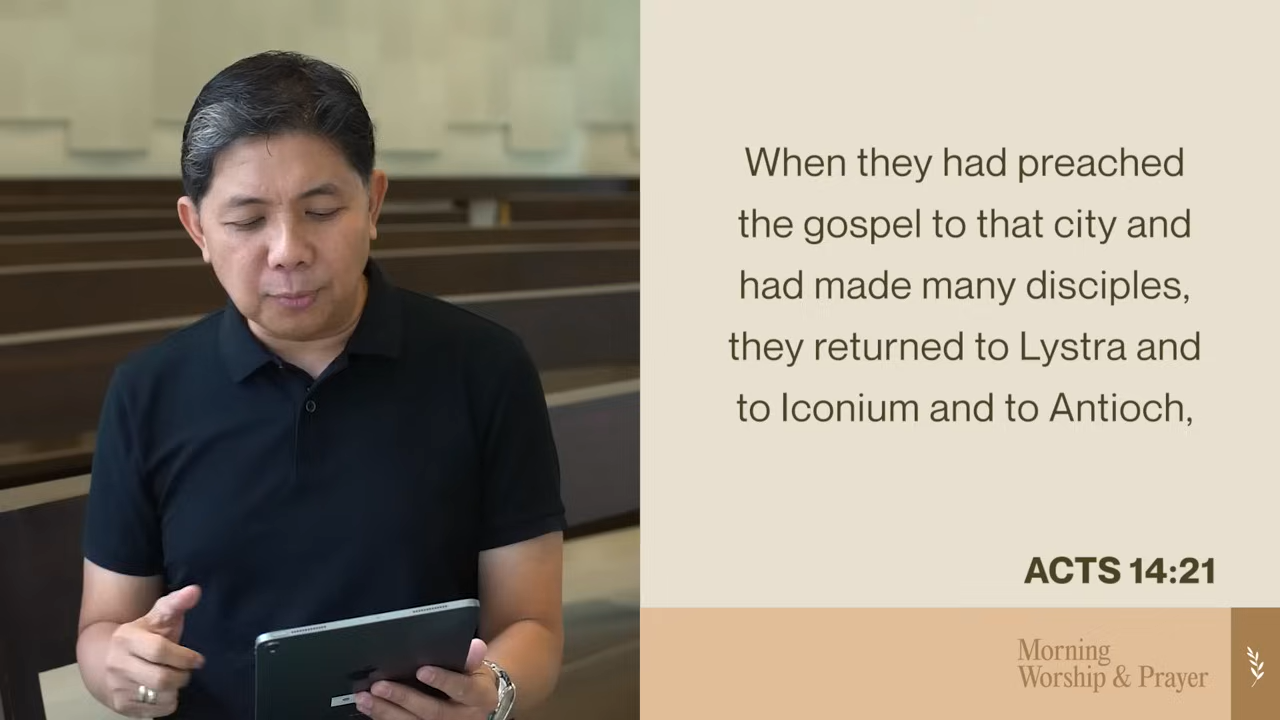 When they had preached
the gospel to that city and
had made many disciples,
they returned to Lystra and
to Iconium and to Antioch,
ACTS 14:21
Morning
Worship & Prayer